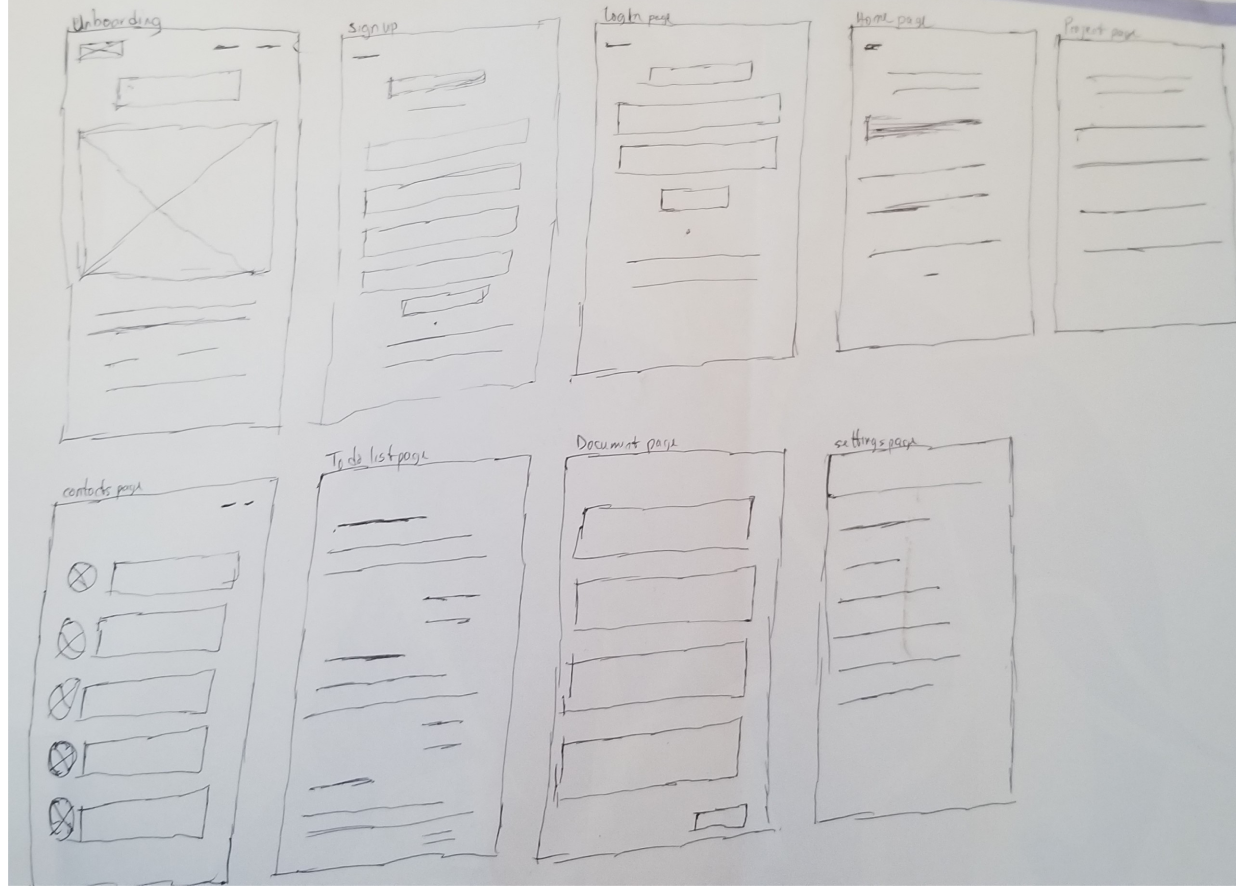 Unboarding
Sign up
LogIn page
Home page
Project page
contacts page
To do list page
Document page
settings page